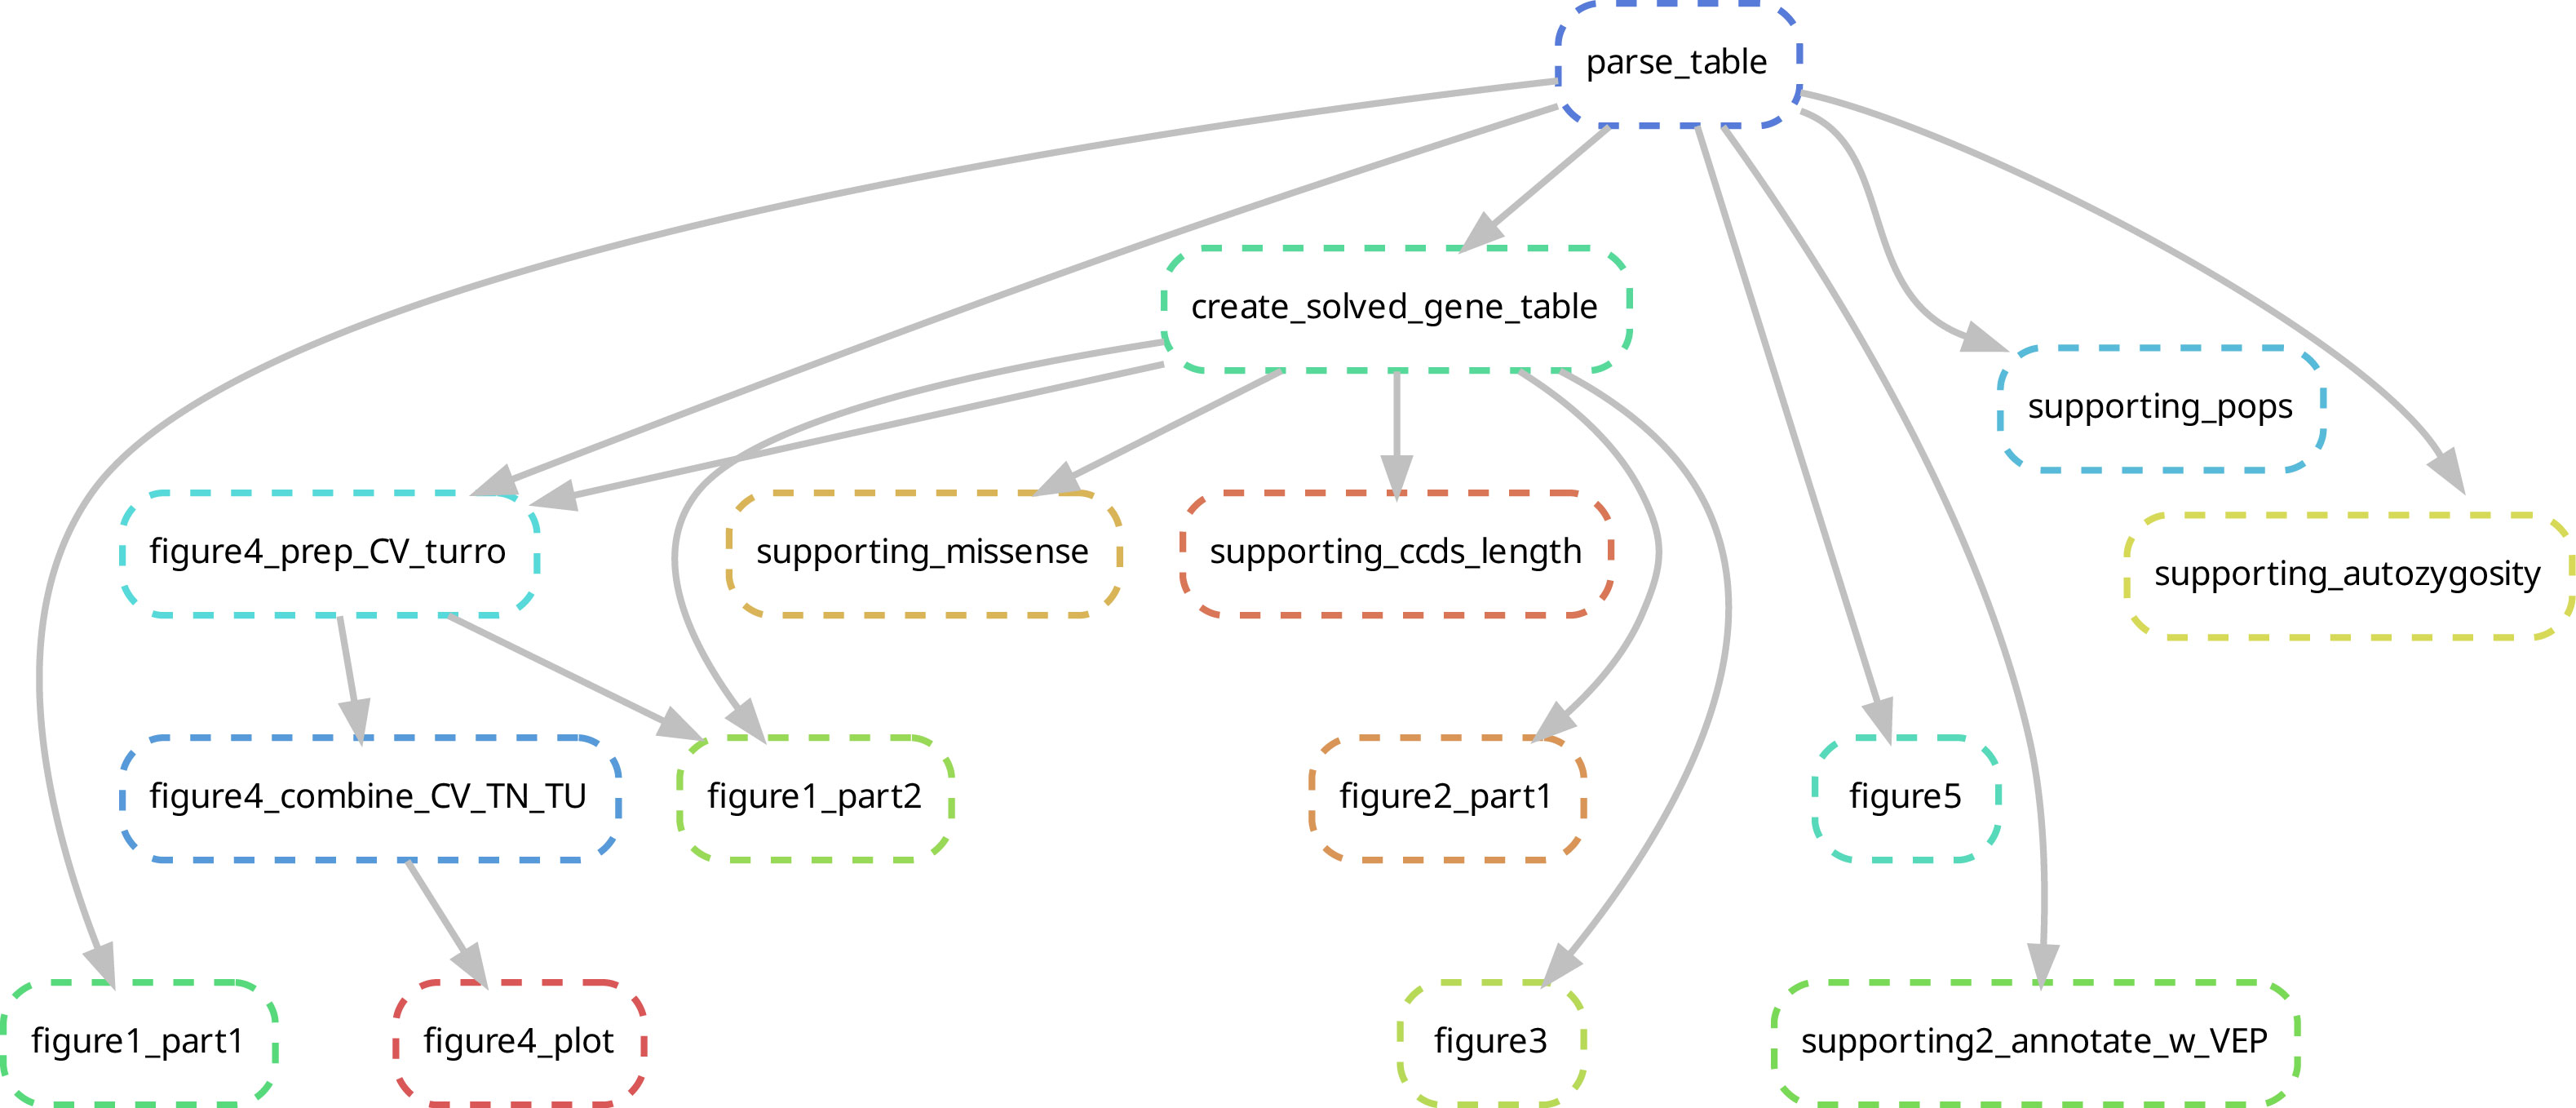 parse_table
create_solved_gene_table
supporting_pops
figure4_prep_CV_turro
supporting_missense
supporting_ccds_length
supporting_autozygosity
figure4_combine_CV_TN_TU
figure1_part2
figure2_part1
figure5
figure1_part1
figure4_plot
figure3
supporting2_annotate_w_VEP